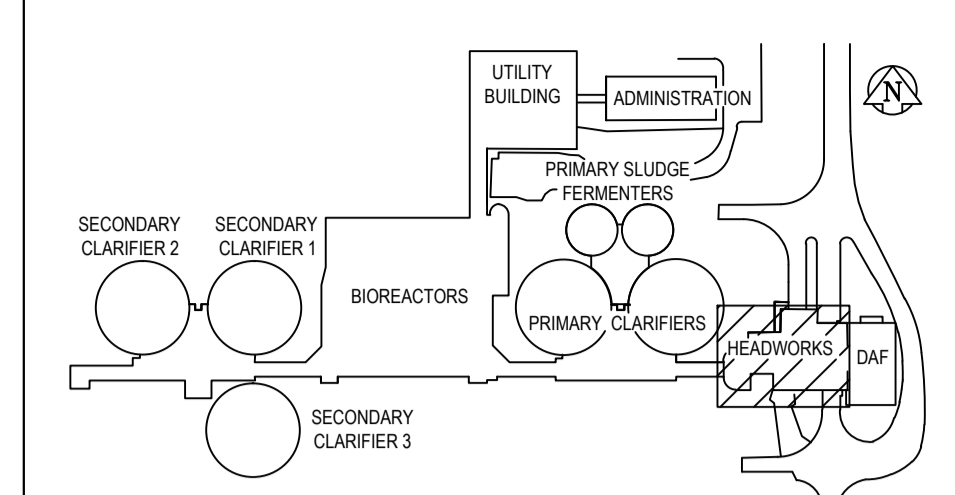 UTILITY
BUILDING
ADMINISTRATION
N
PRIMARY SLUDGE
FERMENTERS
SECONDARY
CLARIFIER 2
SECONDARY
CLARIFIER 1
BIOREACTORS
PRIMARY CLARIFIERS
HEADWORKS
DAF
SECONDARY
CLARIFIER 3